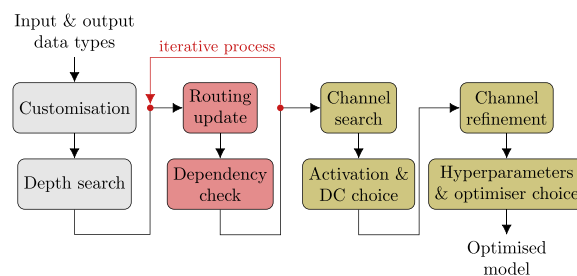 Input & output
data types
iterative process
Customisation
Depth search
Routing
update
Dependency
check
Channel
search
Activation &
DC choice
Channel
refinement
Hyperparameters
& optimiser choice
Optimised
model